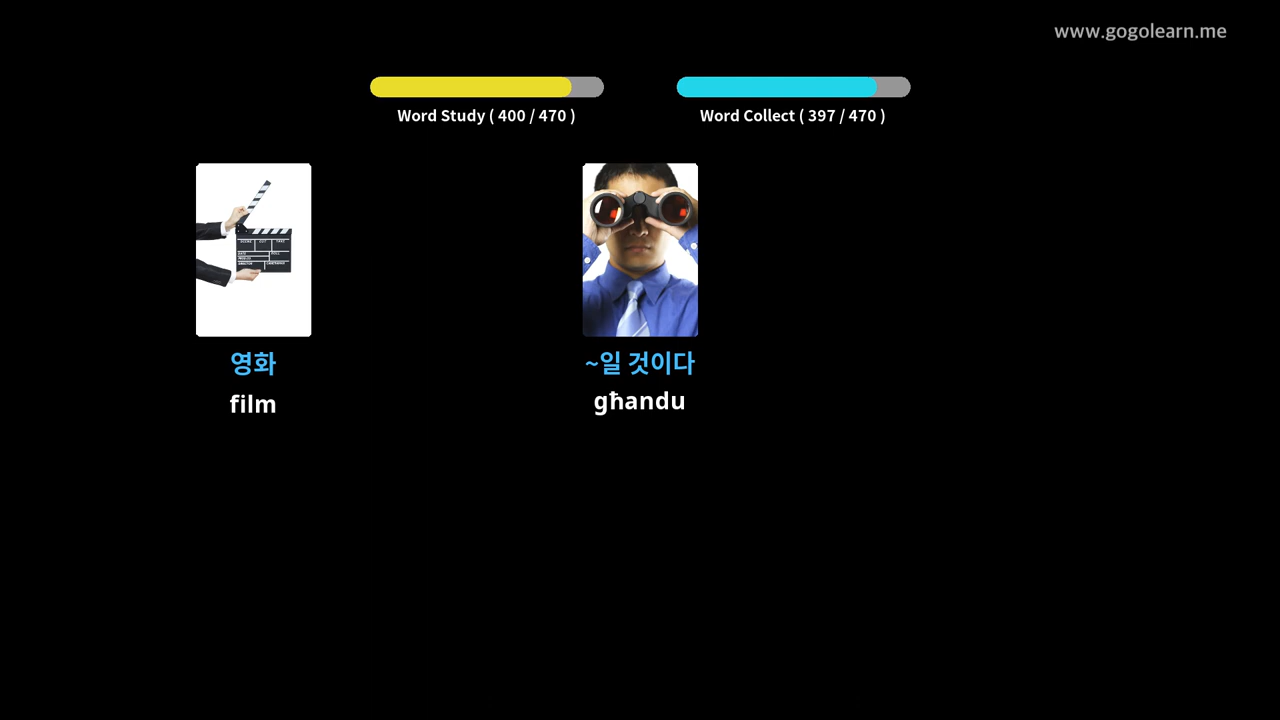 www.gogolearn.me
Word Study ( 400 / 470 )
Word Collect ( 397 / 470 )
영화
film
~일 것이다
għandu